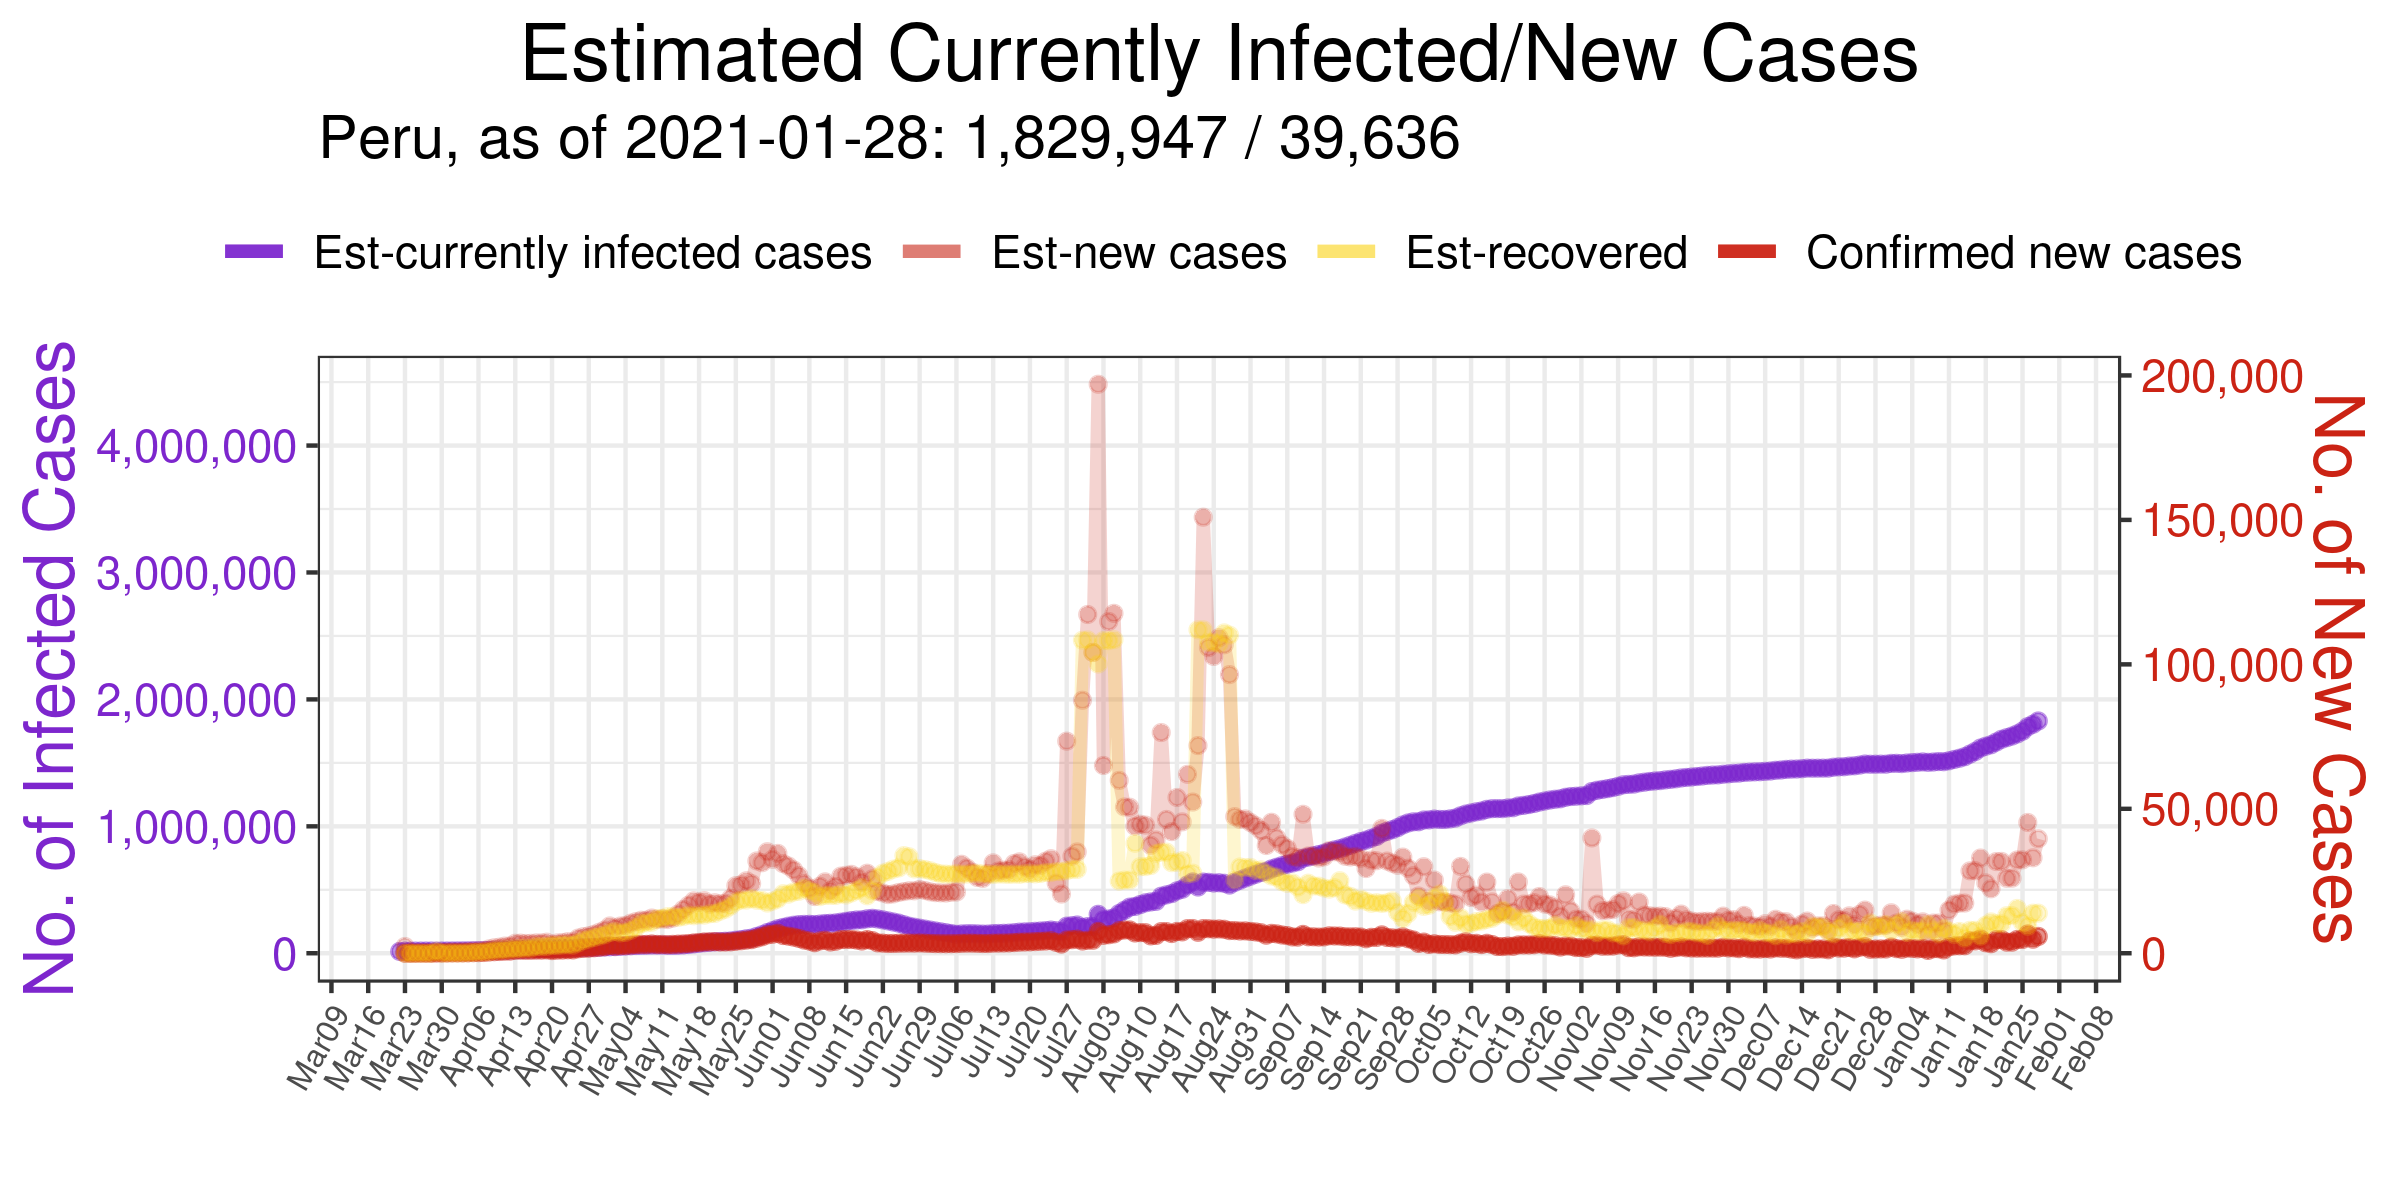 Estimated Currently Infected/New Cases
Peru, as of 2021-01-28: 1,829,947 / 39,636
Est-currently infected cases Est-new cases Est-recovered Confirmed new cases
No. of Infected Cases
4,000,000
3,000,000
2,000,000
1,000,000
0
200,000
150,000
100,000
50,000
0
No. of New Cases
Mar09 Mar16 Mar23 Mar30 Apr06 Apr13 Apr20 Apr27 May04 May11 May18 May25 Jun01 Jun08 Jun15 Jun22 Jun29 Jul06 Jul13 Jul20 Jul27 Aug03 Aug10 Aug17 Aug24 Aug31 Sep07 Sep14 Sep21 Sep28 Oct05 Oct12 Oct19 Oct26 Nov02 Nov09 Nov16 Nov23 Nov30 Dec07 Dec14 Dec21 Dec28 Jan04 Jan11 Jan18 Jan25 Feb01 Feb08